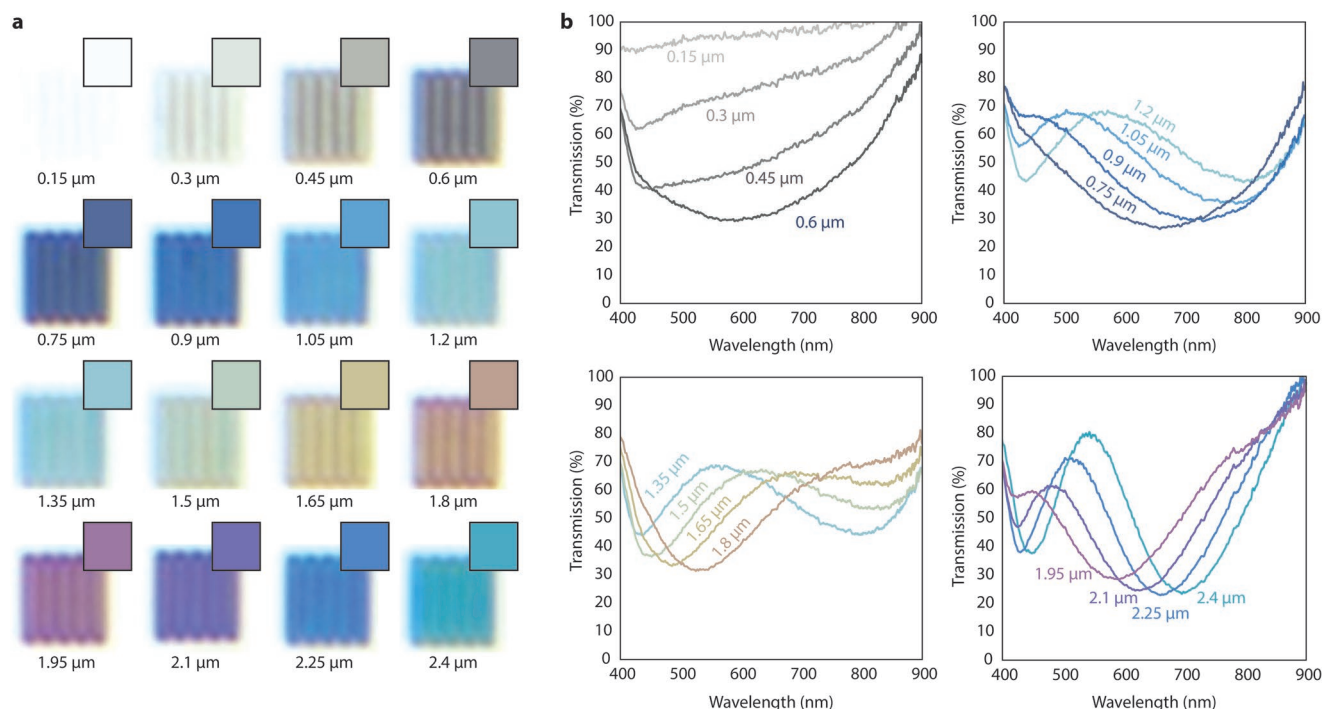 a
0.15 µm 0.3 µm 0.45 µm 0.6 µm
0.75 µm 0.9 µm 1.05 µm 1.2 µm
1.35 µm 1.5 µm 1.65 µm 1.8 µm
1.95 µm 2.1 µm 2.25 µm 2.4 µm
b
100
90
80
70
60
50
40
30
20
10
0
Transmission (%)
0.15 µm
0.3 µm
0.45 µm
0.6 µm
400 500 600 700 800 900
Wavelength (nm)
100
90
80
70
60
50
40
30
20
10
0
Transmission (%)
1.2 µm
1.05 µm
0.9 µm
0.75 µm
400 500 600 700 800 900
Wavelength (nm)
100
90
80
70
60
50
40
30
20
10
0
Transmission (%)
1.35 µm
1.5 µm
1.65 µm
1.8 µm
400 500 600 700 800 900
Wavelength (nm)
100
90
80
70
60
50
40
30
20
10
0
Transmission (%)
1.95 µm
2.1 µm
2.25 µm
2.4 µm
400 500 600 700 800 900
Wavelength (nm)